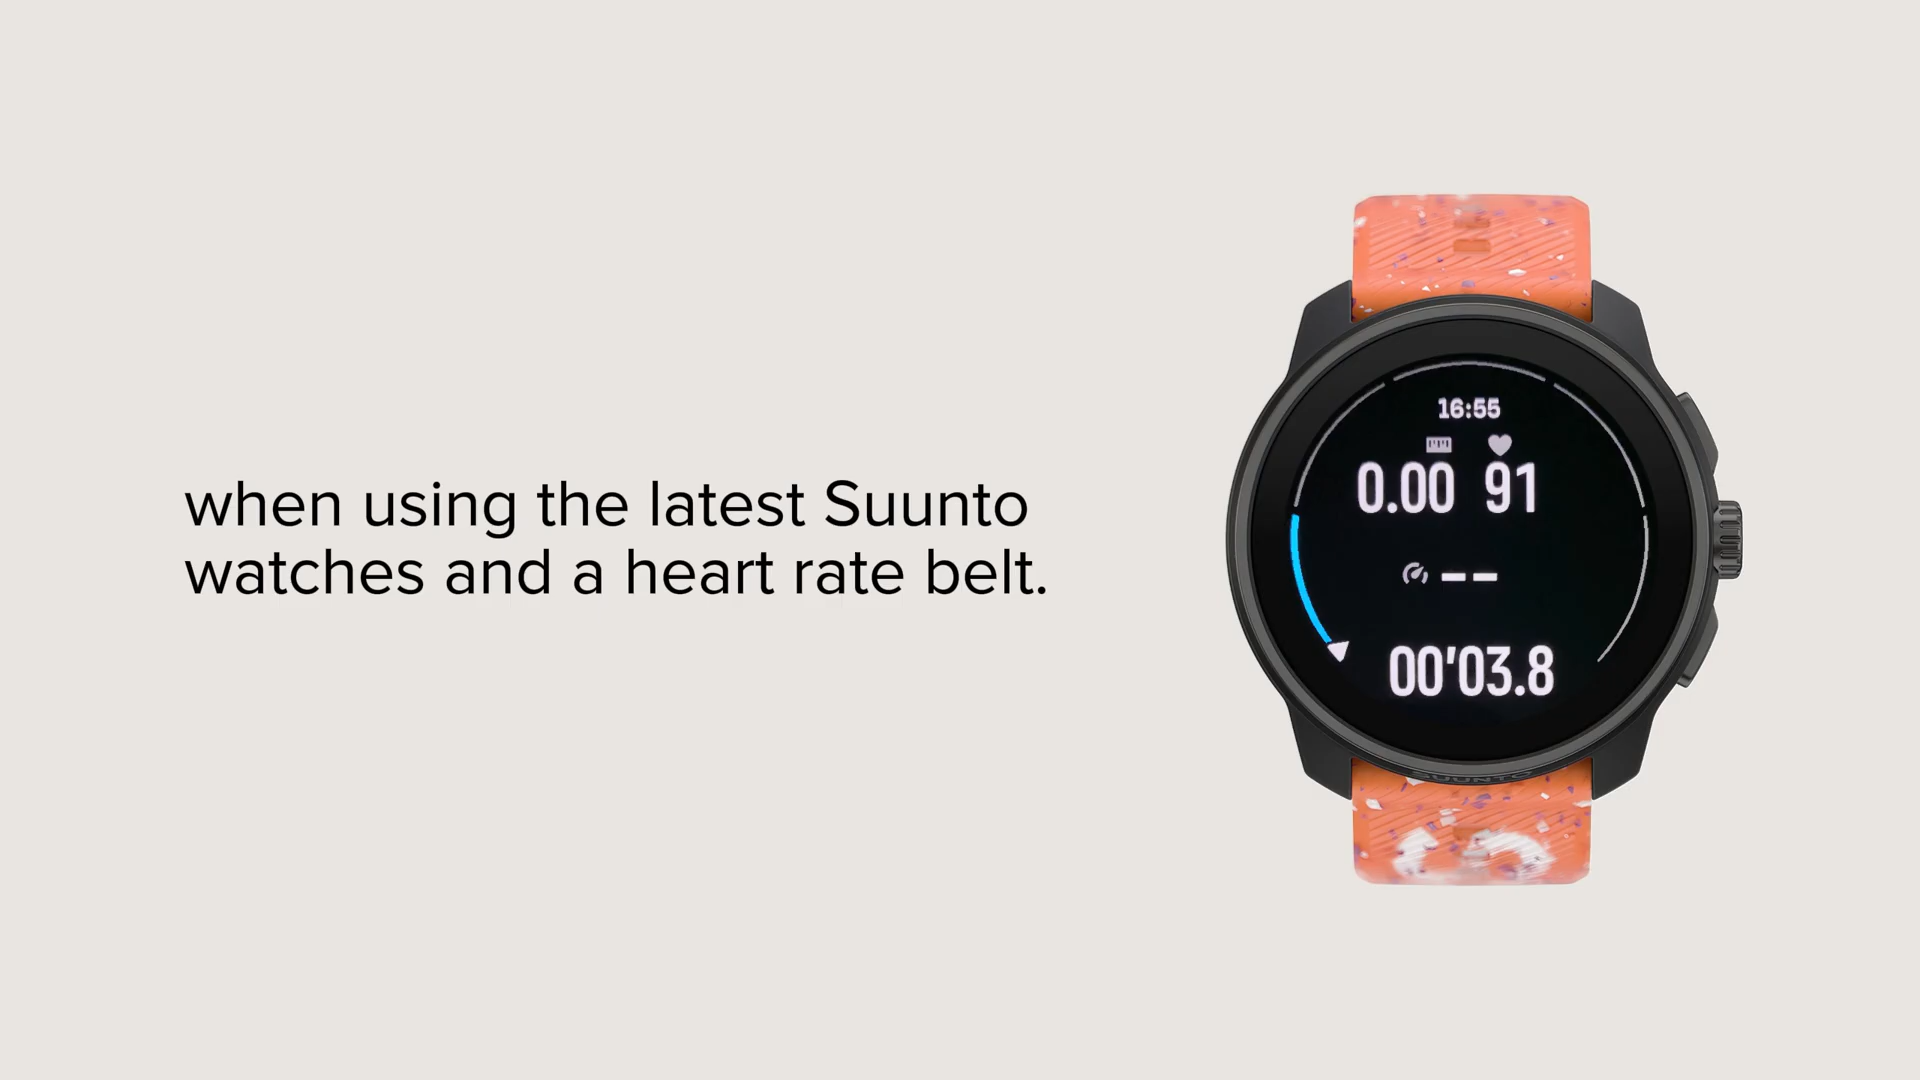 when using the latest Suunto
watches and a heart rate belt.
16:55
0.00 91
--
00'03.8
SUUNTO